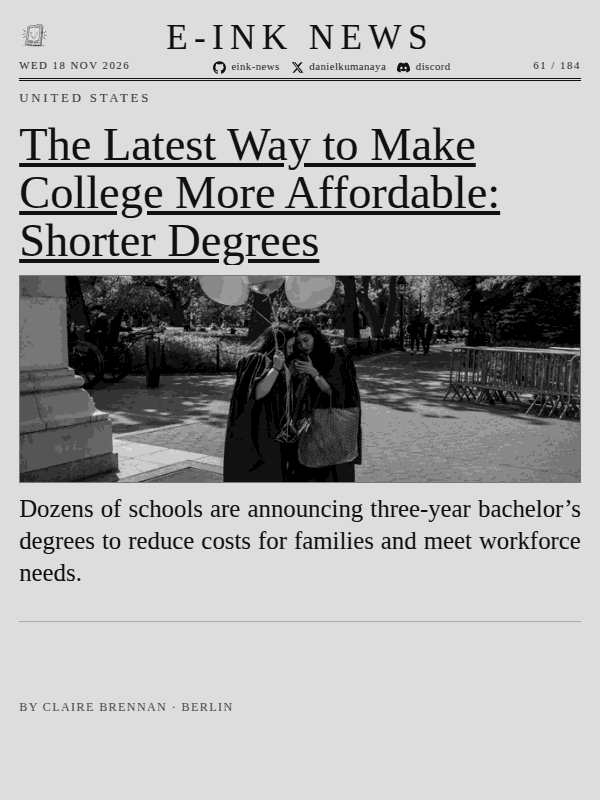 E-INK NEWS
WED 18 NOV 2026
eink-news
danielkumanaya
discord
61 / 184
UNITED STATES
The Latest Way to Make
College More Affordable:
Shorter Degrees
Dozens of schools are announcing three-year bachelor’s
degrees to reduce costs for families and meet workforce
needs.
BY CLAIRE BRENNAN · BERLIN